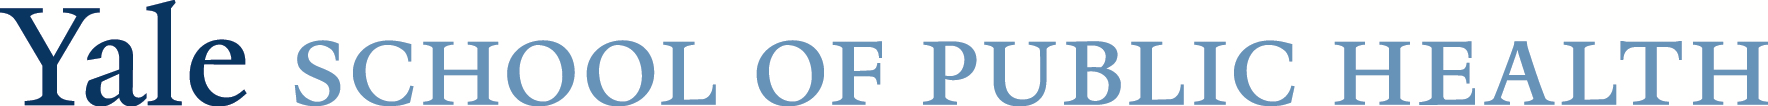 Yale SCHOOL OF PUBLIC HEALTH